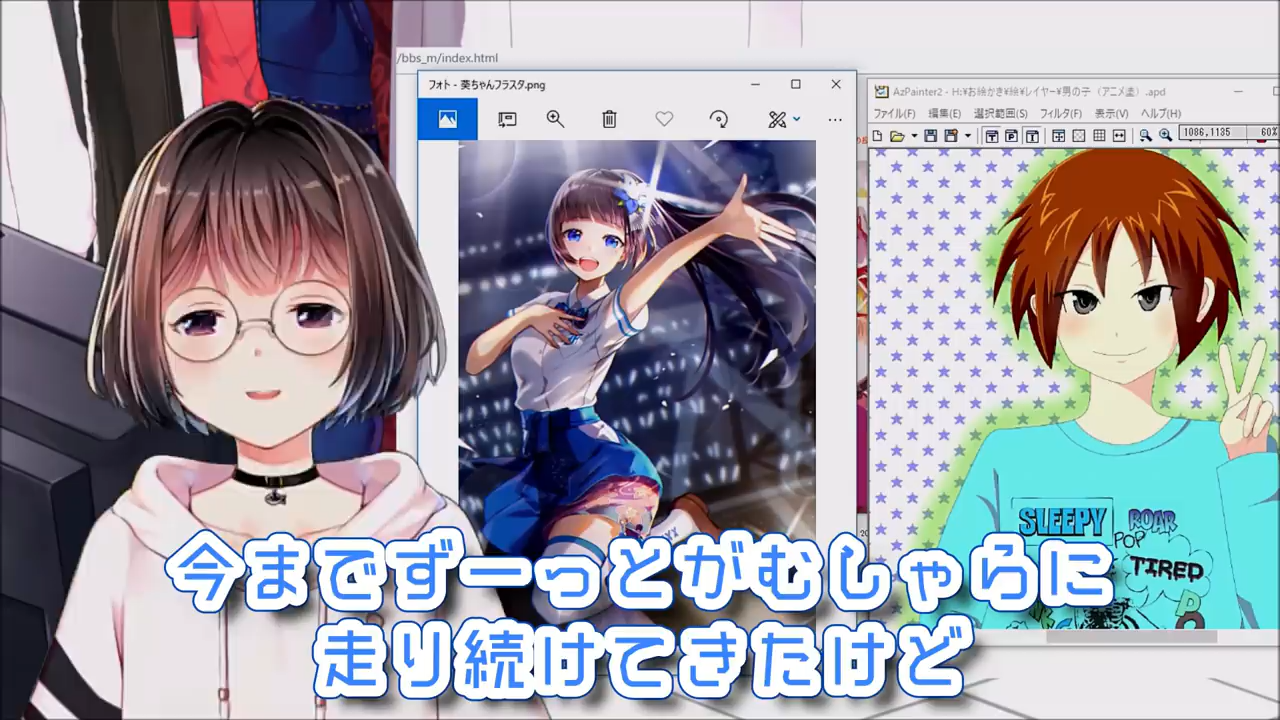 /bbs_m/index.html
フォト - 葵ちゃんフラスタ.png
AzPainter2 - H:¥お絵かき¥絵¥レイヤー¥男の子（アニメ塗）.apd
ファイル(F) 編集(E) 選択範囲(S) フィルタ(F) 表示(V) ヘルプ(H)
1086,1135
SLEEPY
ROAR
POP
TIRED
今までずーっとがむしゃらに
走り続けてきたけど